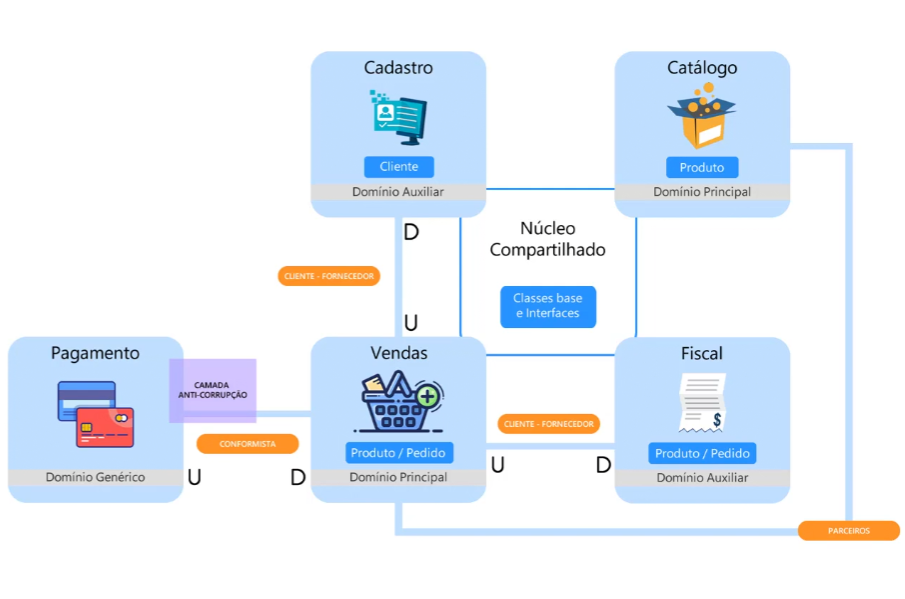 Cadastro
Cliente
Domínio Auxiliar
Catálogo
Produto
Domínio Principal
D
Núcleo
Compartilhado
CLIENTE - FORNECEDOR
Classes base
e Interfaces
U
Pagamento
Domínio Genérico
CAMADA
ANTI-CORRUPÇÃO
CONFORMISTA
U
D
Vendas
Produto / Pedido
Domínio Principal
CLIENTE - FORNECEDOR
U
D
Fiscal
$
Produto / Pedido
Domínio Auxiliar
PARCEIROS